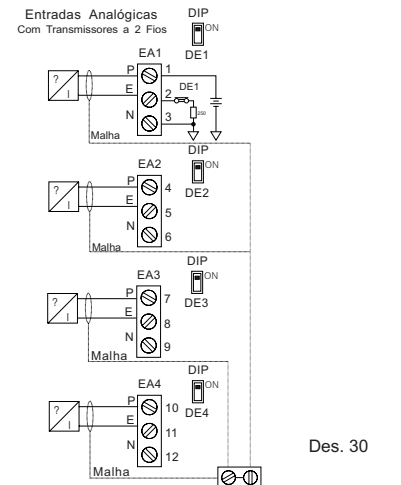 Entradas Analógicas
Com Transmissores a 2 Fios
DIP
ON
DE1
EA1
? I
P
E
N
1
2
3
DE1
250
Malha
DIP
ON
DE2
EA2
? I
P
E
N
4
5
6
Malha
DIP
ON
DE3
EA3
? I
P
E
N
7
8
9
Malha
DIP
ON
DE4
EA4
? I
P
E
N
10
11
12
Malha
Des. 30